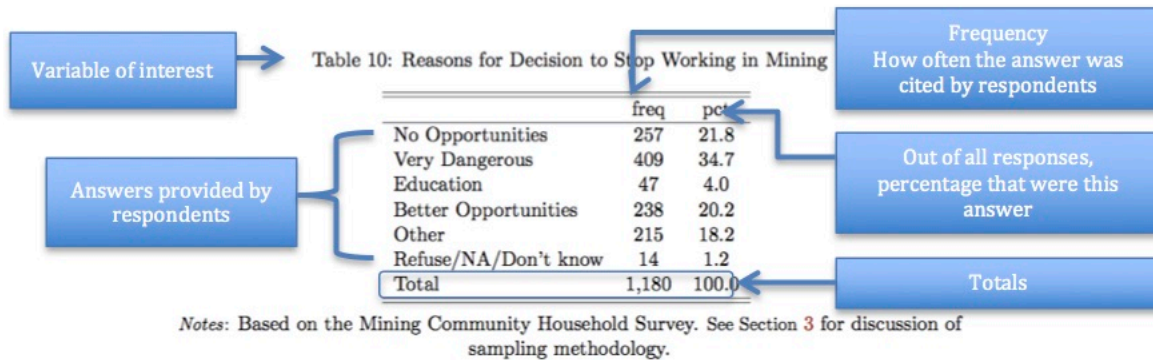 Variable of interest
Table 10: Reasons for Decision to Stop Working in Mining
Frequency
How often the answer was
cited by respondents
freq pct
No Opportunities 257 21.8
Very Dangerous 409 34.7
Education 47 4.0
Better Opportunities 238 20.2
Other 215 18.2
Refuse/NA/Don't know 14 1.2
Total 1,180 100.0
Answers provided by
respondents
Out of all responses,
percentage that were this
answer
Totals
Notes: Based on the Mining Community Household Survey. See Section 3 for discussion of
sampling methodology.